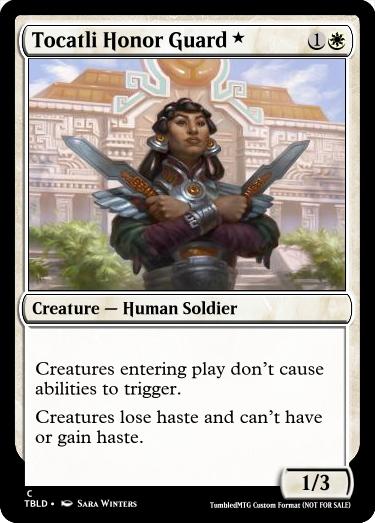 Tocatli Honor Guard ★ 1
Creature — Human Soldier
Creatures entering play don't cause
abilities to trigger.
Creatures lose haste and can't have
or gain haste.
1/3
C
TBLD • Sara Winters
TumbledMTG Custom Format (NOT FOR SALE)